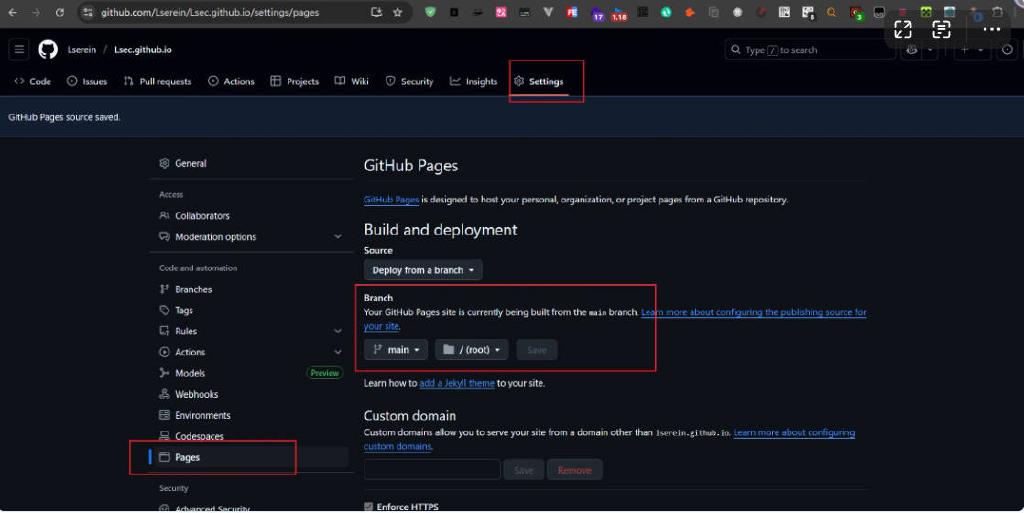 github.com/Lserein/Lsec.github.io/settings/pages
17
1.18
Lserein / Lsec.github.io
Type / to search
Code
Issues
Pull requests
Actions
Projects
Wiki
Security
Insights
Settings
GitHub Pages source saved.
General
Access
Collaborators
Moderation options
Code and automation
Branches
Tags
Rules
Actions
Models
Preview
Webhooks
Environments
Codespaces
Pages
Security
Advanced Security
GitHub Pages
GitHub Pages is designed to host your personal, organization, or project pages from a GitHub repository.
Build and deployment
Source
Deploy from a branch
Branch
Your GitHub Pages site is currently being built from the main branch. Learn more about configuring the publishing source for
your site.
main
/ (root)
Save
Learn how to add a Jekyll theme to your site.
Custom domain
Custom domains allow you to serve your site from a domain other than lserein.github.io. Learn more about configuring
custom domains.
Save
Remove
Enforce HTTPS